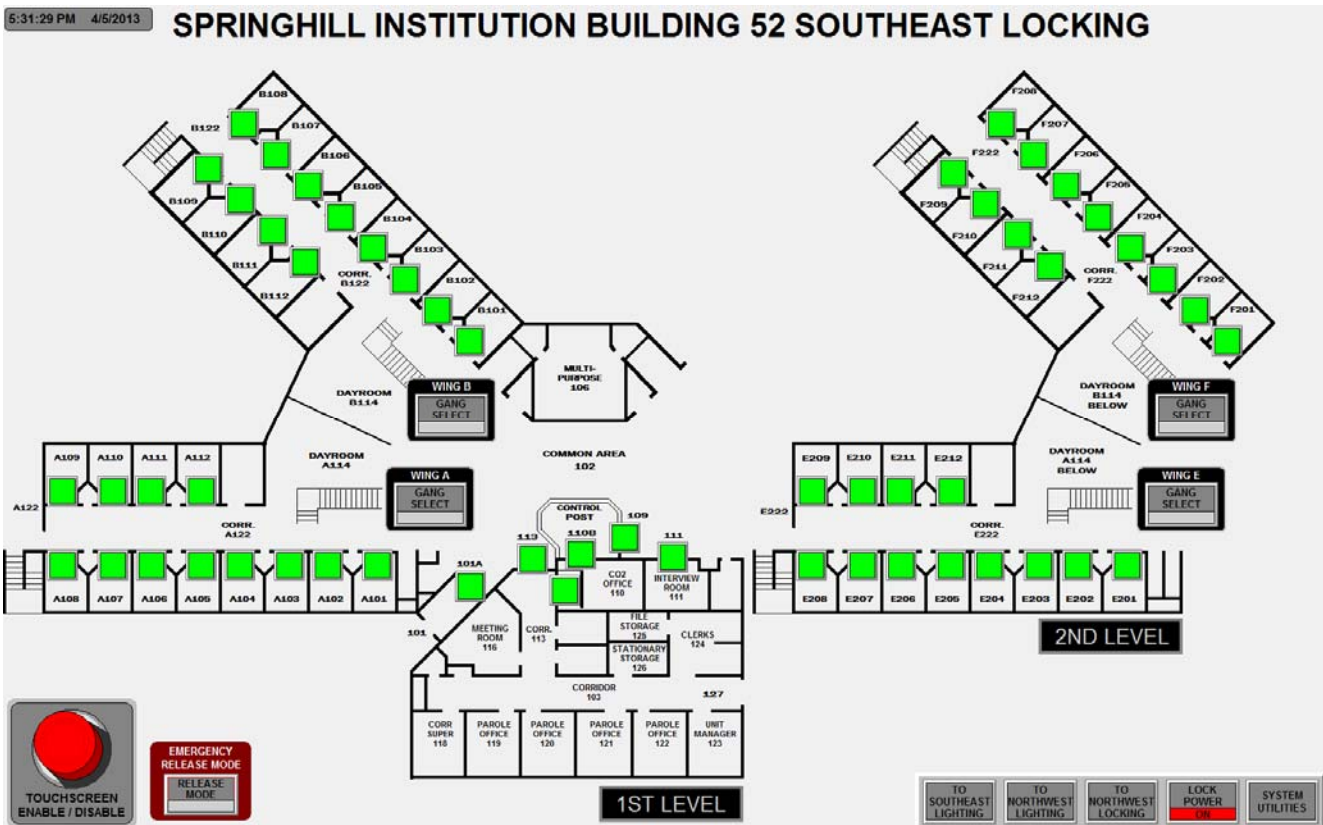 5:31:29 PM 4/5/2013
SPRINGHILL INSTITUTION BUILDING 52 SOUTHEAST LOCKING
B108
B122
B107
B106
B105
B109
B104
B110
B103
B111
CORR.
B122
B102
B112
B101
F208
F207
F222
F206
F205
F209
F204
F210
F203
F211
CORR.
F222
F202
F212
F201
MULTI-
PURPOSE
106
DAYROOM
B114
WING B
GANG
SELECT
DAYROOM
B114
BELOW
WING F
GANG
SELECT
A109
A110
A111
A112
DAYROOM
A114
COMMON AREA
102
WING A
GANG
SELECT
E209
E210
E211
E212
DAYROOM
A114
BELOW
WING E
GANG
SELECT
A122
CORR.
A122
CONTROL
POST
109
113
110B
111
E222
CORR.
E222
101A
A108
A107
A106
A105
A104
A103
A102
A101
CO2
OFFICE
110
INTERVIEW
ROOM
111
E208
E207
E206
E205
E204
E203
E202
E201
101
MEETING
ROOM
116
CORR.
113
FILE
STORAGE
125
CLERKS
124
STATIONARY
STORAGE
126
2ND LEVEL
CORRIDOR
103
127
CORR
SUPER
118
PAROLE
OFFICE
119
PAROLE
OFFICE
120
PAROLE
OFFICE
121
PAROLE
OFFICE
122
UNIT
MANAGER
123
1ST LEVEL
TOUCHSCREEN
ENABLE / DISABLE
EMERGENCY
RELEASE MODE
RELEASE
MODE
TO
SOUTHEAST
LIGHTING
TO
NORTHWEST
LIGHTING
TO
NORTHWEST
LOCKING
LOCK
POWER
ON
SYSTEM
UTILITIES